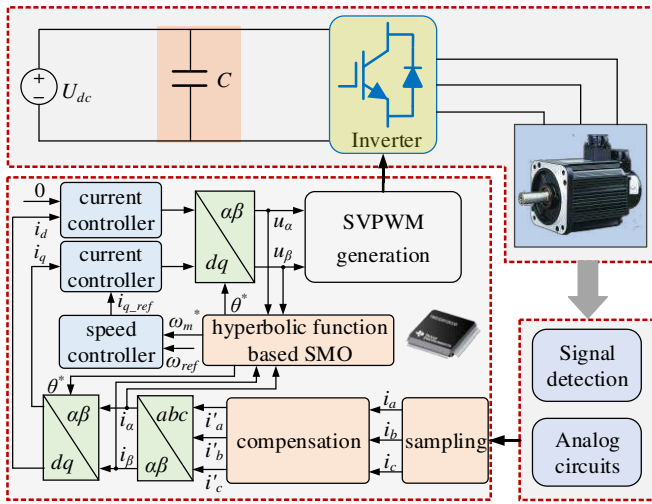 U_dc
C
Inverter
0
i_d
i_q
current
controller
current
controller
αβ
dq
u_α
u_β
SVPWM
generation
i_q_ref
θ*
speed
controller
ω_m*
ω_ref
hyperbolic function
based SMO
θ*
αβ
dq
i_α
i_β
abc
αβ
i'_a
i'_b
i'_c
compensation
i_a
i_b
i_c
sampling
Signal
detection
Analog
circuits